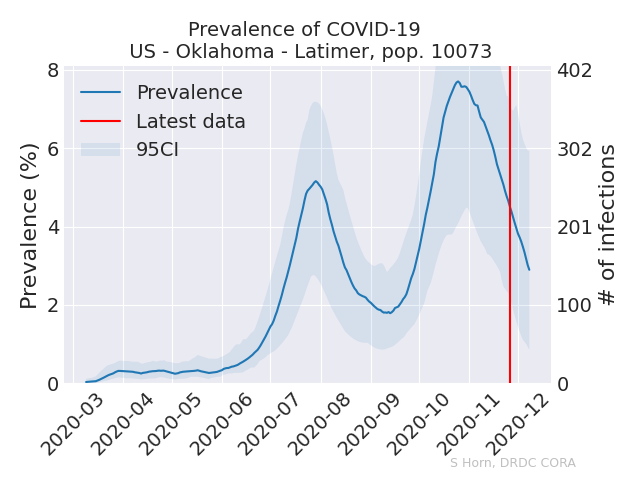 Prevalence of COVID-19
US - Oklahoma - Latimer, pop. 10073
Prevalence
Latest data
95CI
Prevalence (%)
8
6
4
2
0
402
302
201
100
0
# of infections
2020-03
2020-04
2020-05
2020-06
2020-07
2020-08
2020-09
2020-10
2020-11
2020-12
S Horn, DRDC CORA